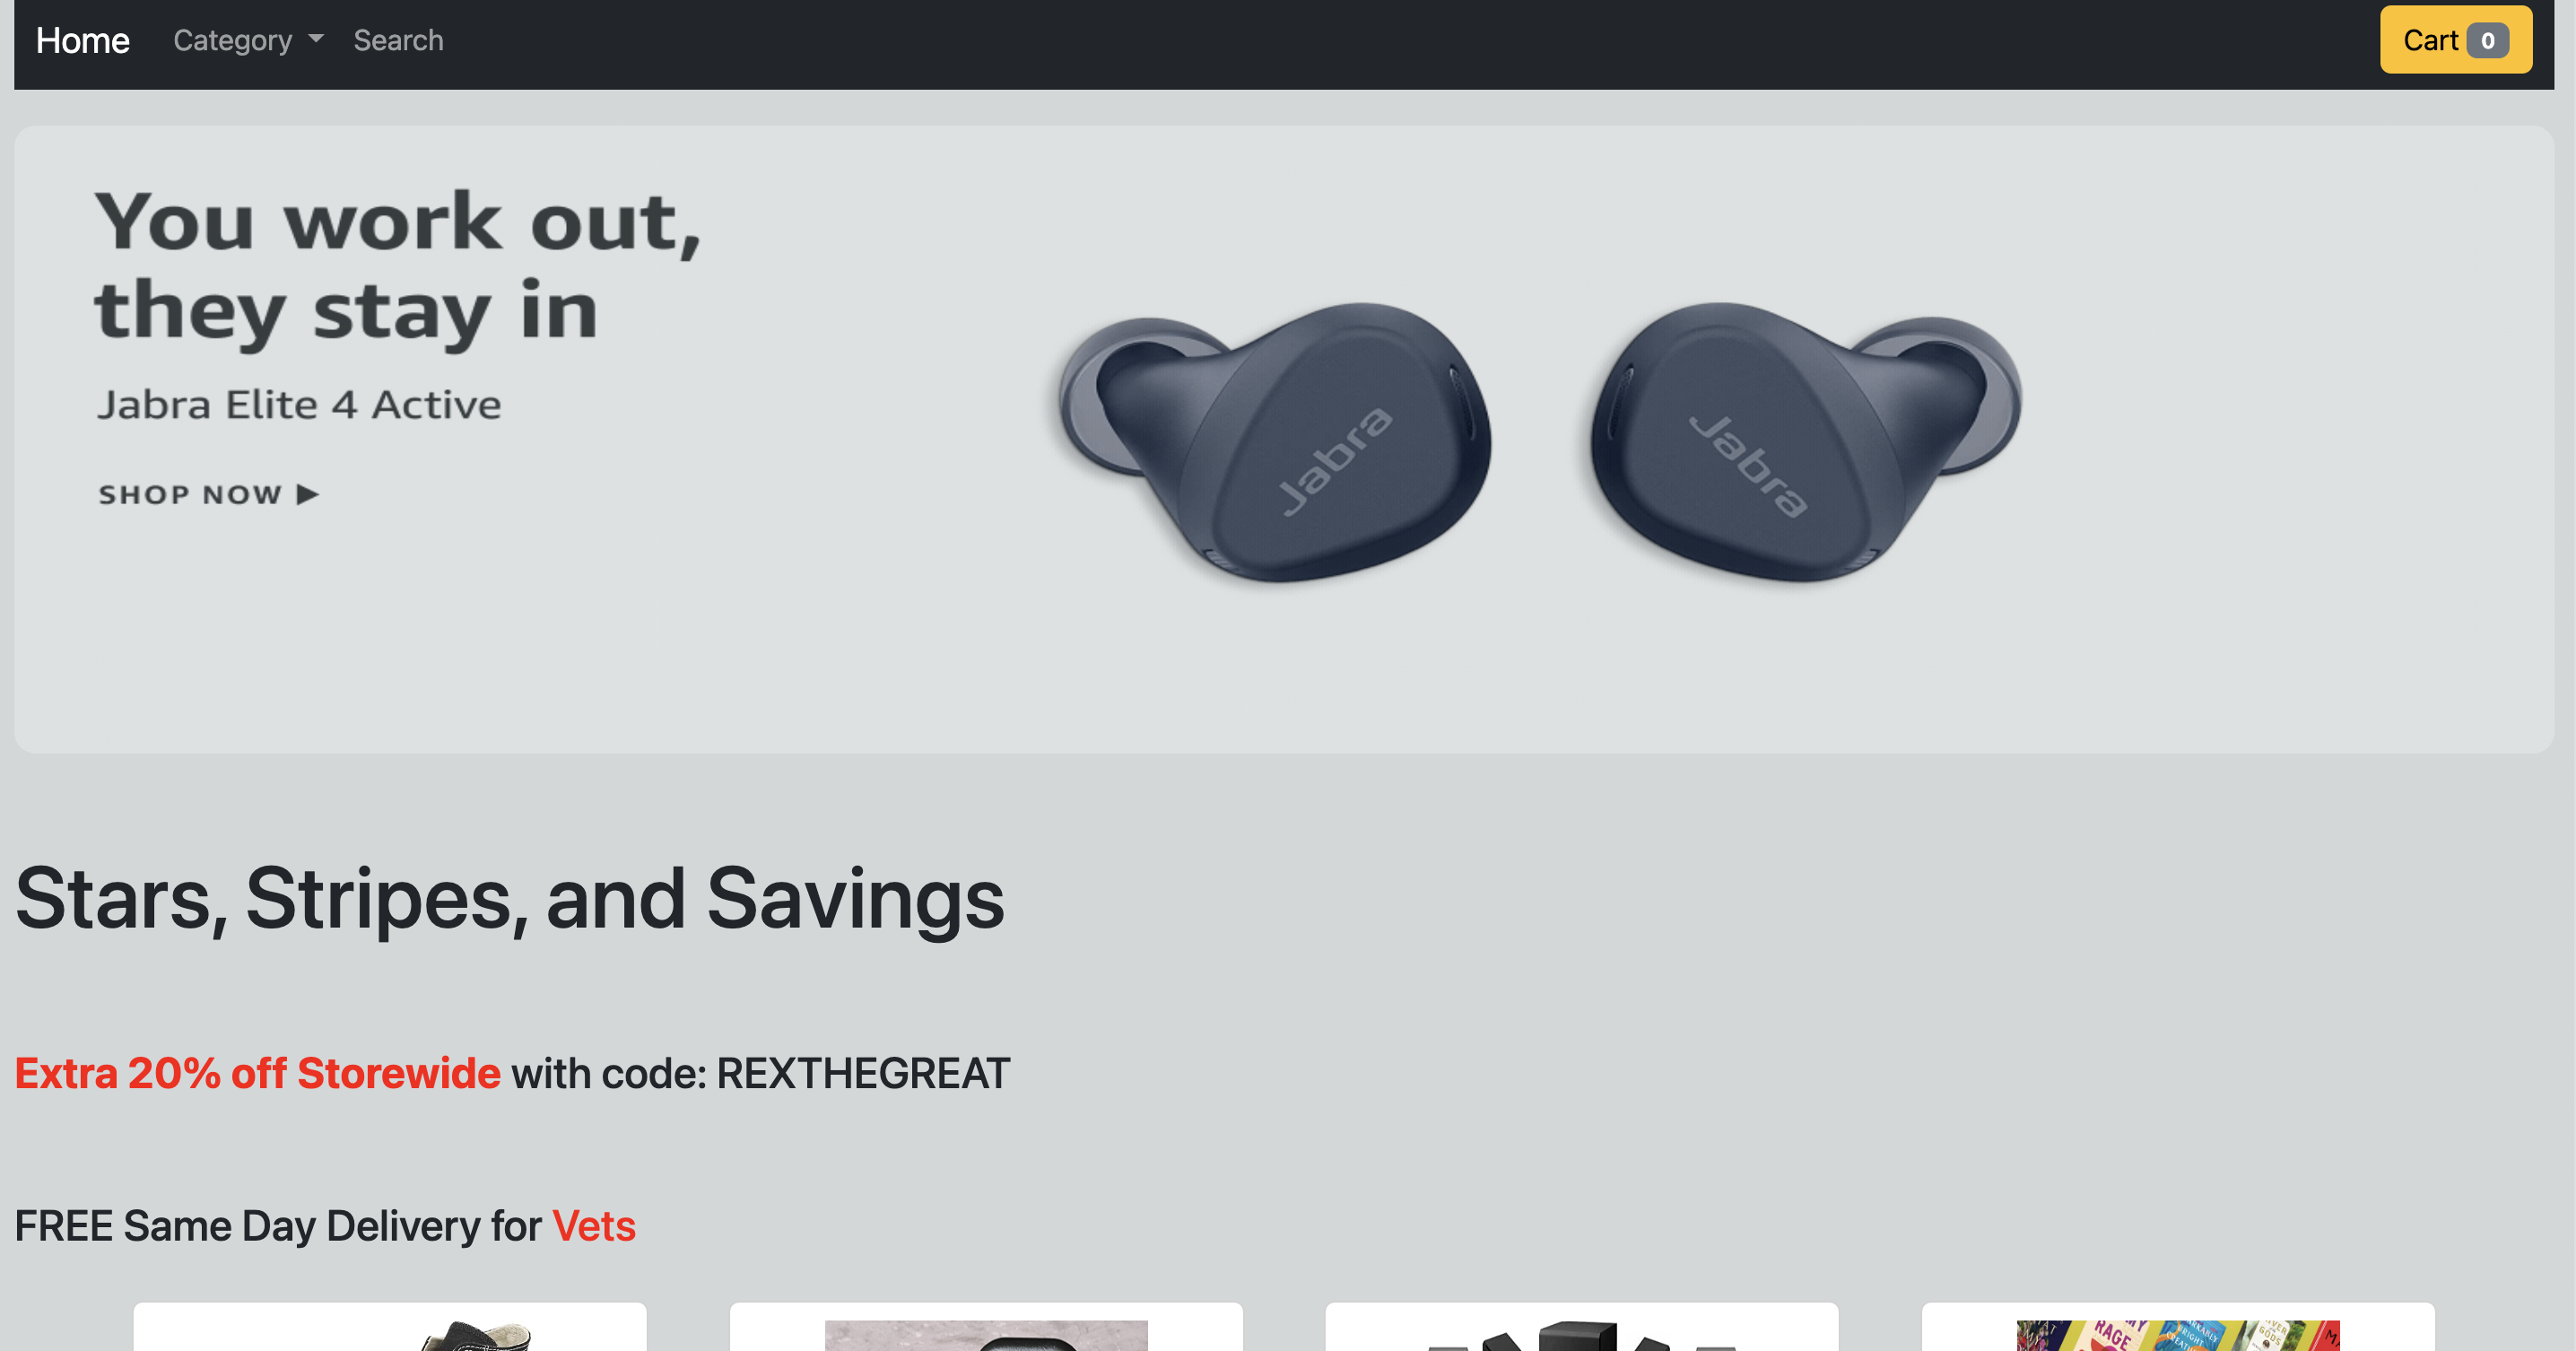 Home Category Search Cart 0
You work out,
they stay in
Jabra Elite 4 Active
SHOP NOW ▶
Jabra Jabra
Stars, Stripes, and Savings
Extra 20% off Storewide with code: REXTHEGREAT
FREE Same Day Delivery for Vets
RAGE